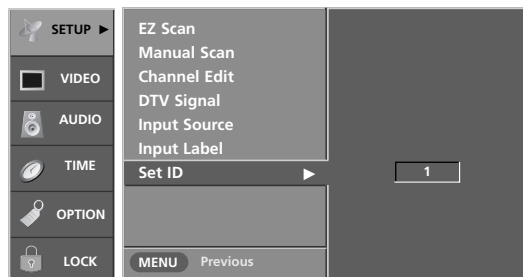 SETUP ►
VIDEO
AUDIO
TIME
OPTION
LOCK
EZ Scan
Manual Scan
Channel Edit
DTV Signal
Input Source
Input Label
Set ID ►
1
MENU Previous